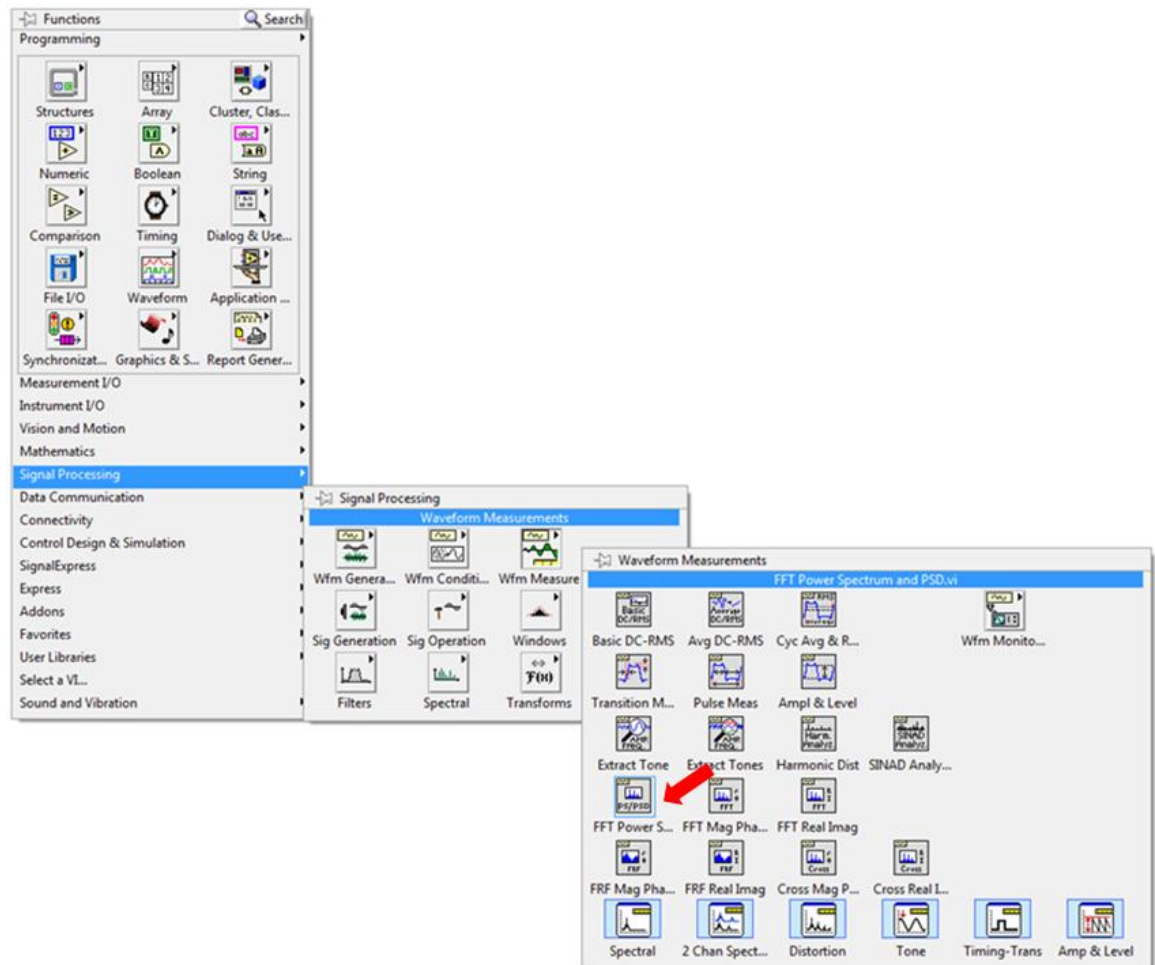 Functions Search
Programming
Structures Array Cluster, Clas...
Numeric Boolean String
Comparison Timing Dialog & Use...
File I/O Waveform Application ...
Synchronizat... Graphics & S... Report Gener...
Measurement I/O
Instrument I/O
Vision and Motion
Mathematics
Signal Processing
Data Communication
Connectivity
Control Design & Simulation
SignalExpress
Express
Addons
Favorites
User Libraries
Select a VI...
Sound and Vibration
Signal Processing
Waveform Measurements
Wfm Genera... Wfm Conditi... Wfm Measure
Sig Generation Sig Operation Windows
Filters Spectral Transforms
Waveform Measurements
FFT Power Spectrum and PSD.vi
Basic DC-RMS Avg DC-RMS Cyc Avg & R... Wfm Monito...
Transition M... Pulse Meas Ampl & Level
Extract Tone Extract Tones Harmonic Dist SINAD Analy...
PS/PSD
FFT Power S... FFT Mag Pha... FFT Real Imag
FRF Mag Pha... FRF Real Imag Cross Mag P... Cross Real I...
Spectral 2 Chan Spect... Distortion Tone Timing-Trans Amp & Level